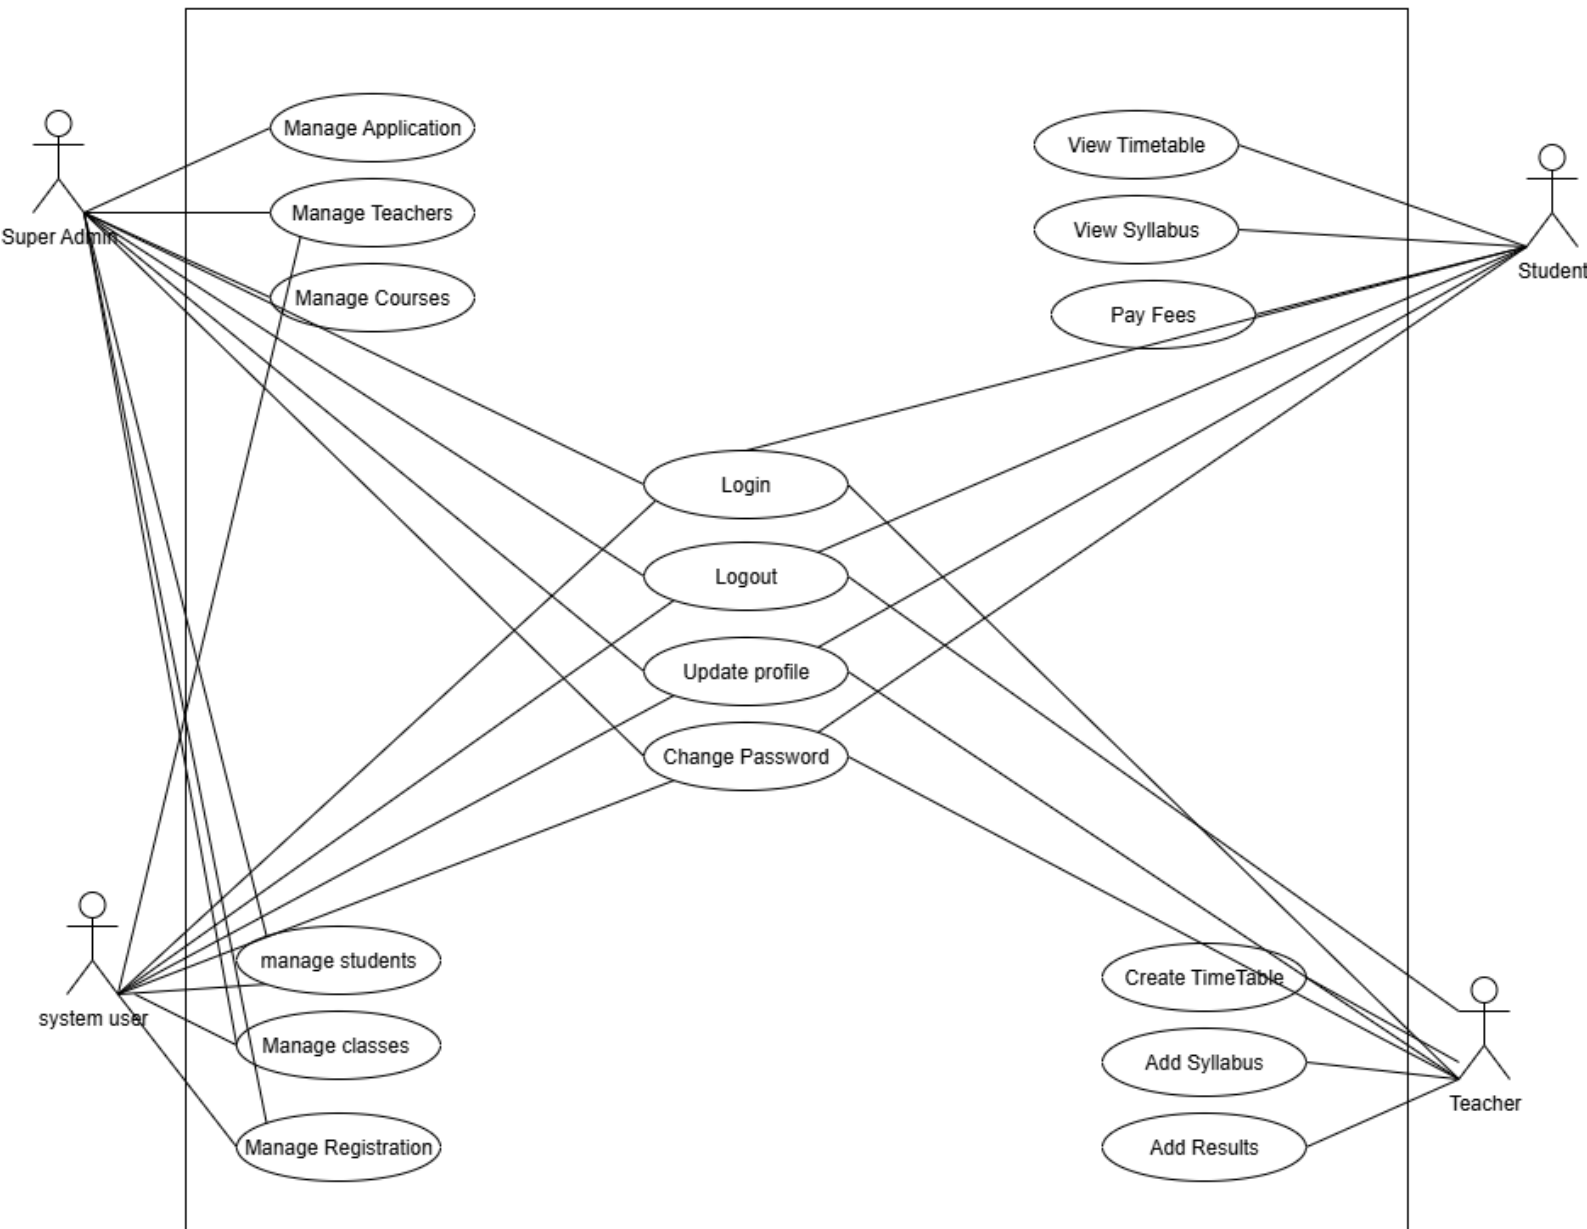 Manage Application
View Timetable
Manage Teachers
View Syllabus
Super Admin
Student
Manage Courses
Pay Fees
Login
Logout
Update profile
Change Password
manage students
Create TimeTable
system user
Manage classes
Add Syllabus
Teacher
Manage Registration
Add Results